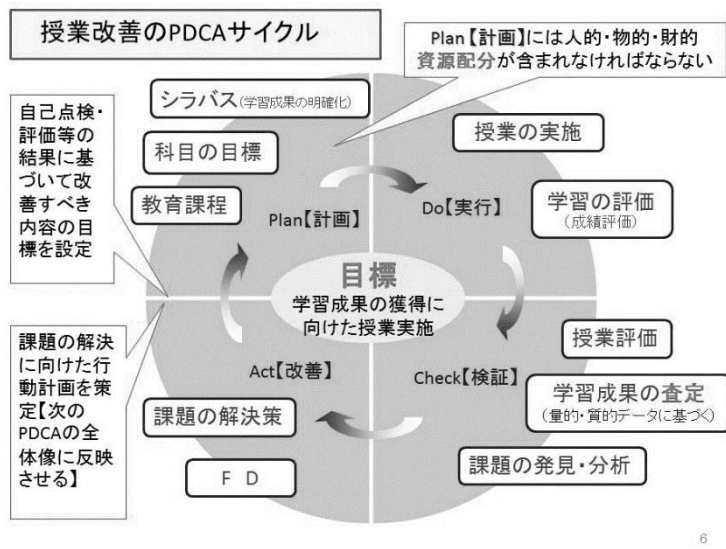 授業改善のPDCAサイクル
Plan【計画】には人的・物的・財的
資源配分が含まれなければならない
自己点検・
評価等の
結果に基
づいて改
善すべき
内容の目
標を設定
シラバス(学習成果の明確化)
科目の目標
教育課程
Plan【計画】
授業の実施
Do【実行】
学習の評価
(成績評価)
目標
学習成果の獲得に
向けた授業実施
課題の解決
に向けた行
動計画を策
定【次の
PDCAの全
体像に反映
させる】
Act【改善】
課題の解決策
F D
Check【検証】
授業評価
学習成果の査定
(量的・質的データに基づく)
課題の発見・分析
6